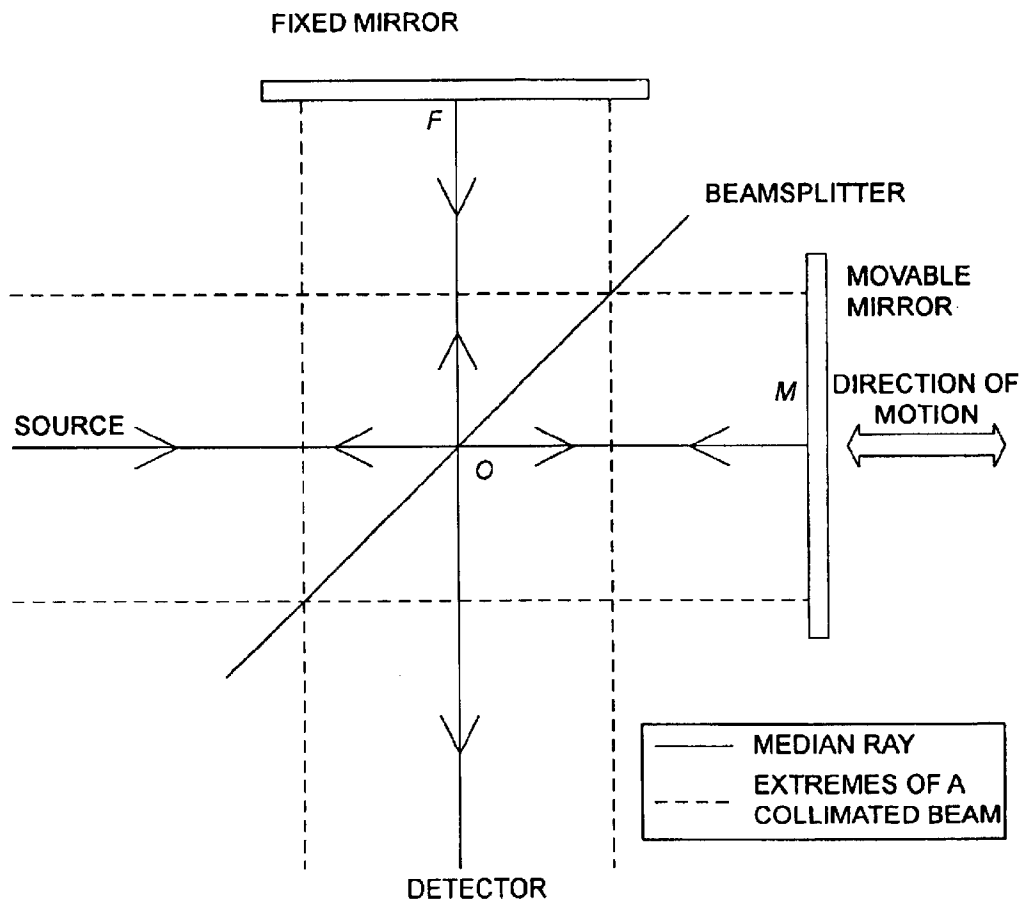 FIXED MIRROR
F
BEAMSPLITTER
MOVABLE
MIRROR
M
DIRECTION OF
MOTION
SOURCE
O
MEDIAN RAY
EXTREMES OF A
COLLIMATED BEAM
DETECTOR